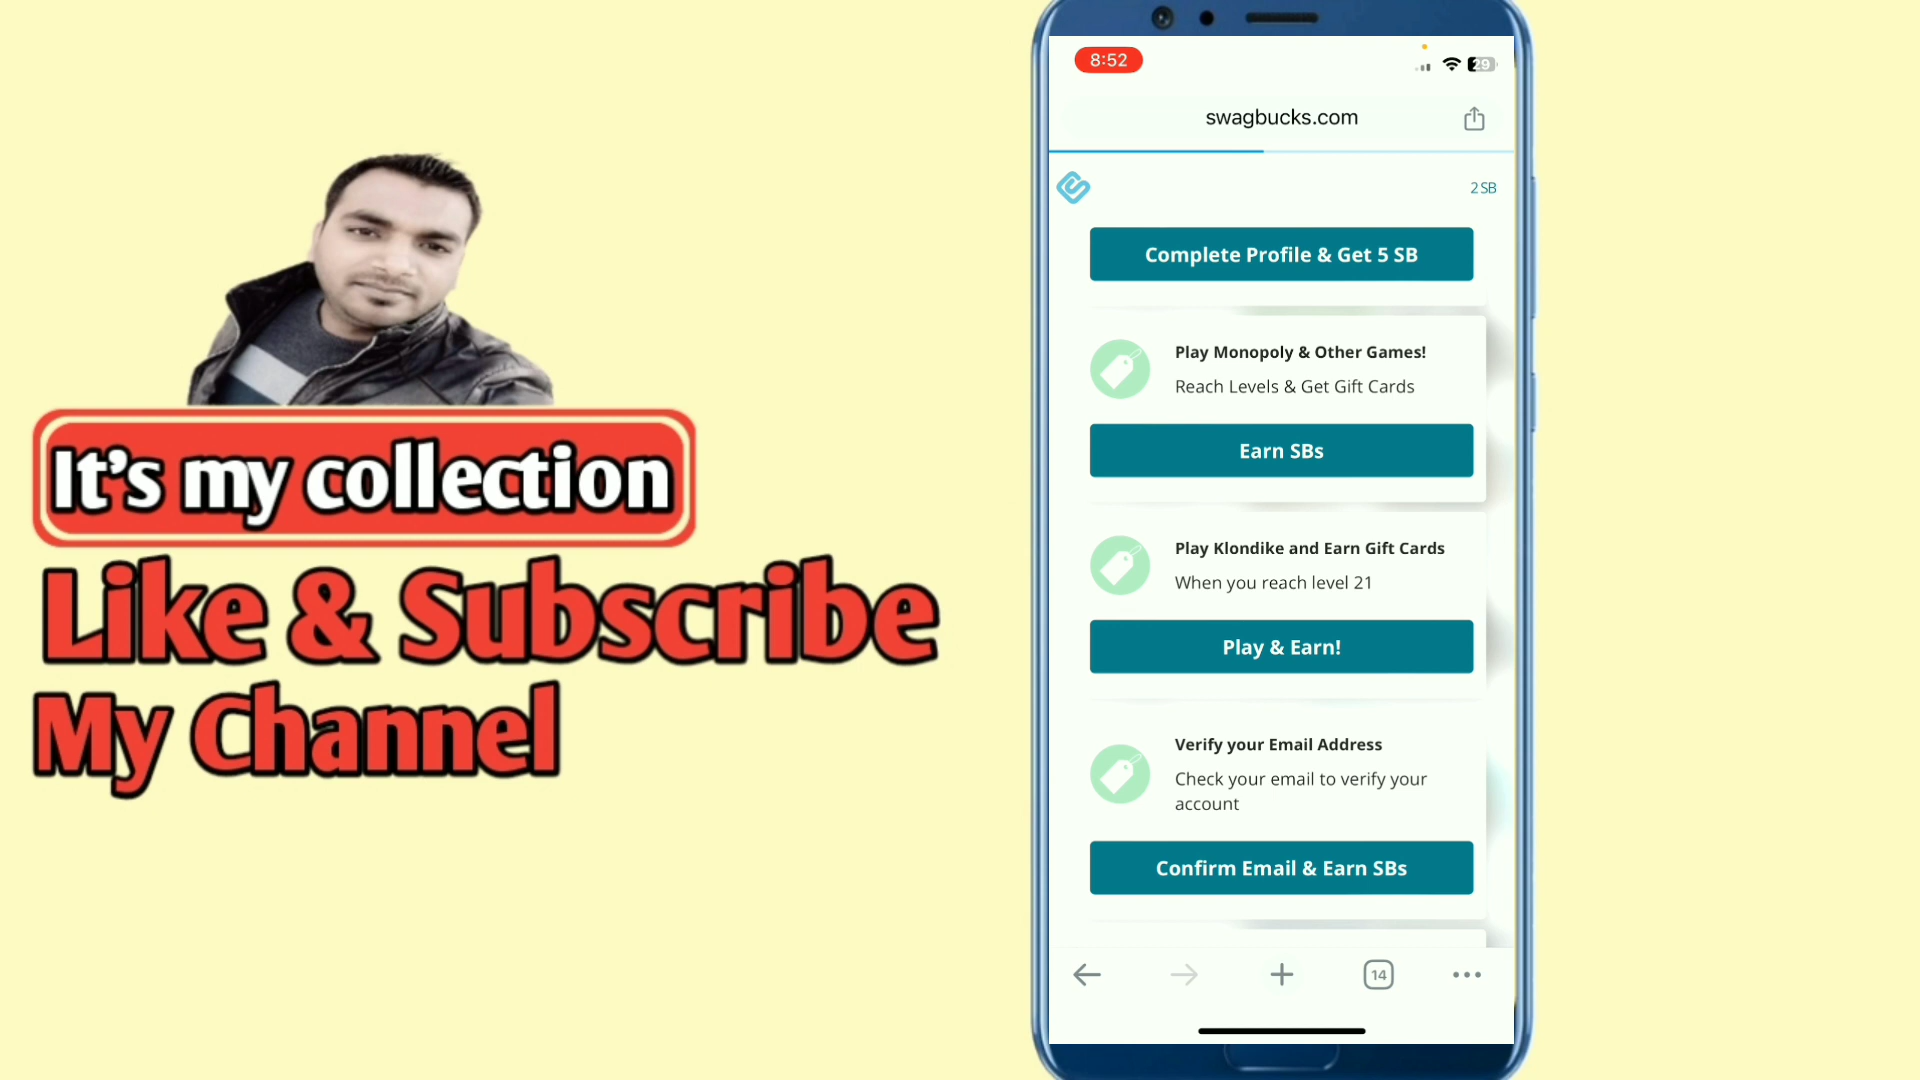 It's my collection
Like & Subscribe
My Channel
8:52
29
swagbucks.com
2 SB
Complete Profile & Get 5 SB
Play Monopoly & Other Games!
Reach Levels & Get Gift Cards
Earn SBs
Play Klondike and Earn Gift Cards
When you reach level 21
Play & Earn!
Verify your Email Address
Check your email to verify your
account
Confirm Email & Earn SBs
14